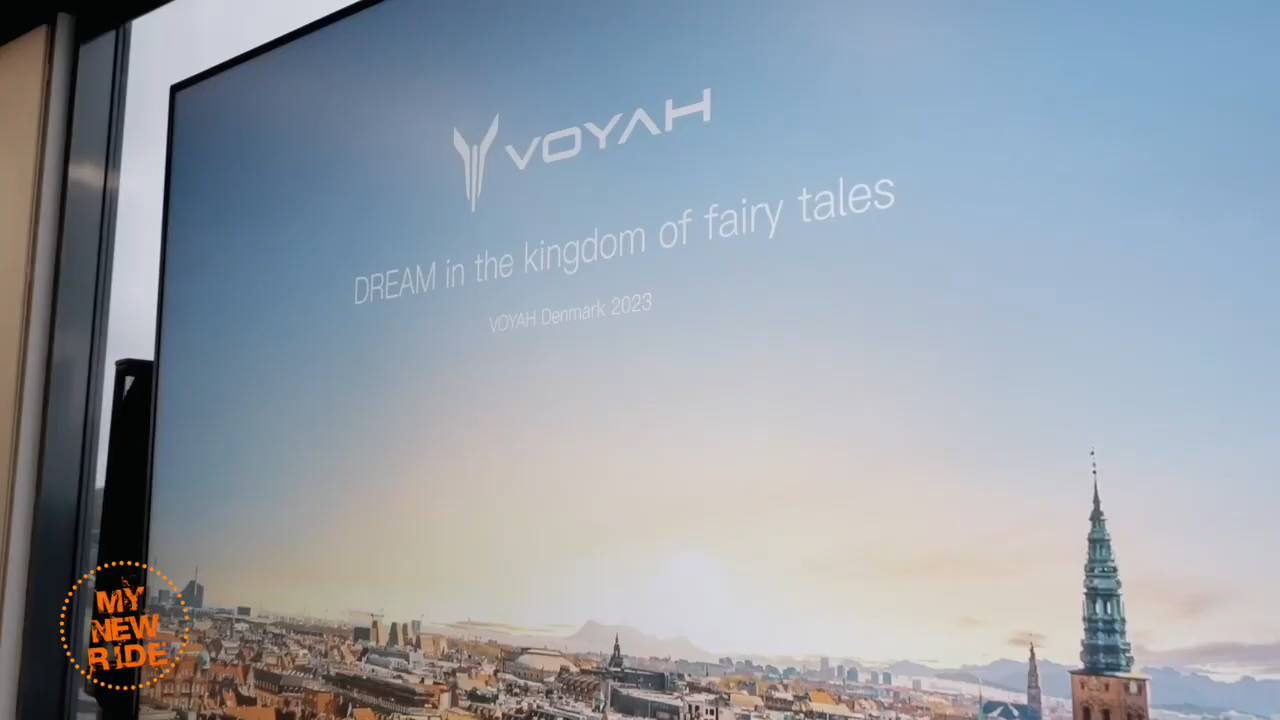 VOYAH
DREAM in the kingdom of fairy tales
VOYAH Denmark 2023
MY
NEW
RIDE